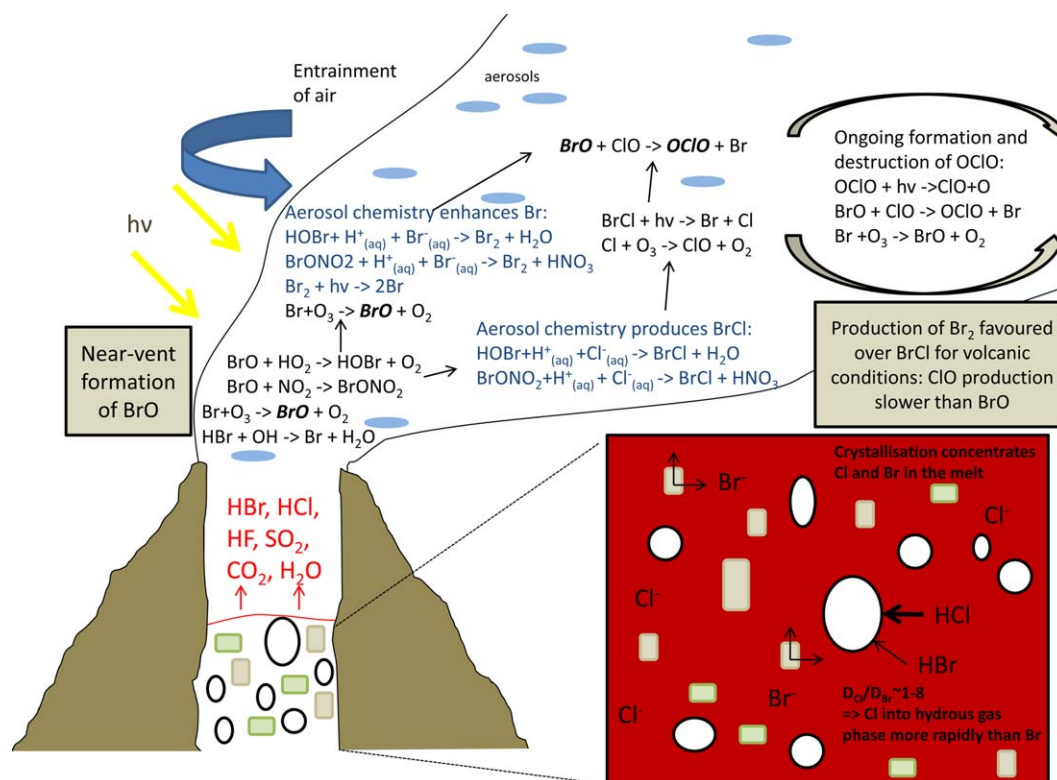 Entrainment
of air
aerosols
hν
BrO + ClO -> OClO + Br
Ongoing formation and
destruction of OClO:
OClO + hν ->ClO+O
BrO + ClO -> OClO + Br
Br +O₃ -> BrO + O₂
Aerosol chemistry enhances Br:
HOBr+ H⁺(aq) + Br⁻(aq) -> Br₂ + H₂O
BrONO2 + H⁺(aq) + Br⁻(aq) -> Br₂ + HNO₃
Br₂ + hν -> 2Br
Br+O₃ -> BrO + O₂
BrCl + hν -> Br + Cl
Cl + O₃ -> ClO + O₂
Near-vent
formation
of BrO
BrO + HO₂ -> HOBr + O₂
BrO + NO₂ -> BrONO₂
Br+O₃ -> BrO + O₂
HBr + OH -> Br + H₂O
Aerosol chemistry produces BrCl:
HOBr+H⁺(aq) +Cl⁻(aq) -> BrCl + H₂O
BrONO₂+H⁺(aq) + Cl⁻(aq) -> BrCl + HNO₃
Production of Br₂ favoured
over BrCl for volcanic
conditions: ClO production
slower than BrO
HBr, HCl,
HF, SO₂,
CO₂, H₂O
Crystallisation concentrates
Cl and Br in the melt
Br⁻
Cl⁻
Cl⁻
HCl
HBr
Br⁻
Cl⁻
D_Cl/D_Br~1-8
=> Cl into hydrous gas
phase more rapidly than Br